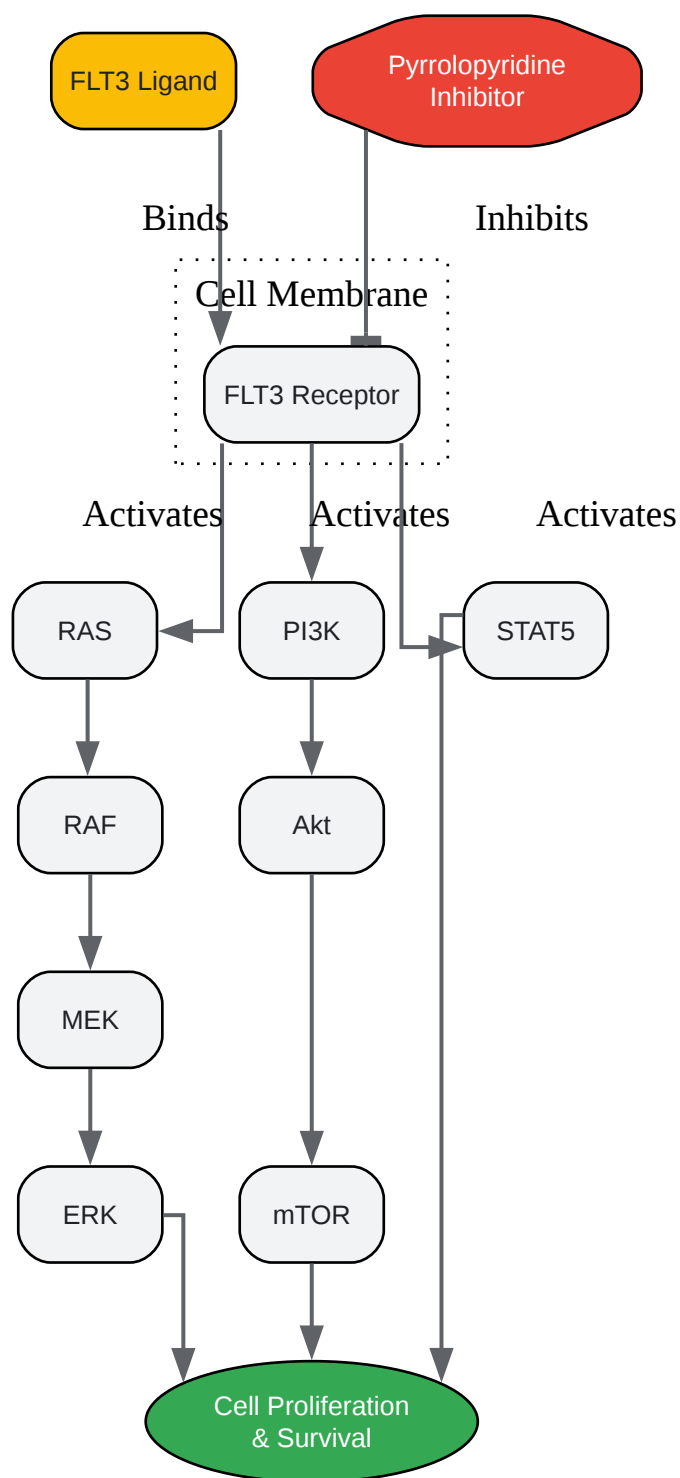 FLT3 Ligand
Pyrrolopyridine
Inhibitor
Binds
Inhibits
Cell Membrane
FLT3 Receptor
Activates
Activates
Activates
RAS
PI3K
STAT5
RAF
Akt
MEK
ERK
mTOR
Cell Proliferation
& Survival